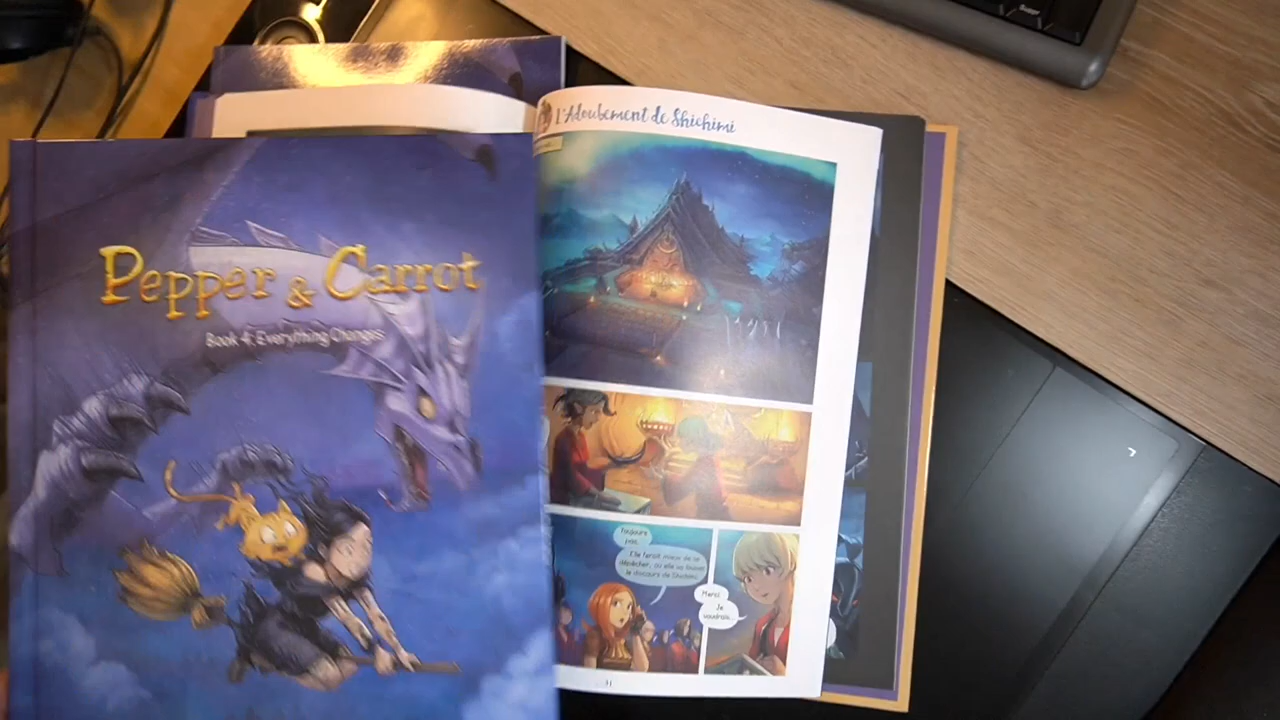 Pepper & Carrot
Book 4: Everything Changes
L'Adoubement de Shichimi
Toujours
pas.
Elle ferait mieux de se
dépêcher, ou elle va louper
le discours de Shichimi.
Merci.
Je
voudrais